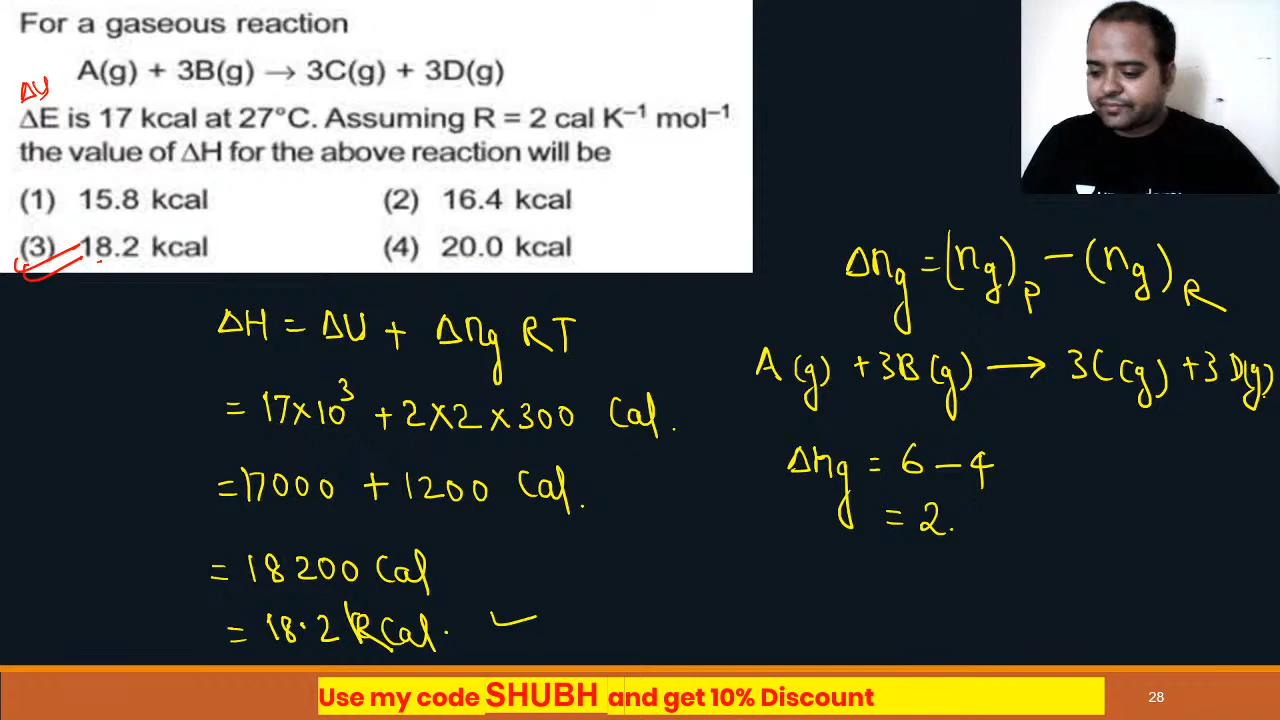 For a gaseous reaction
A(g) + 3B(g) → 3C(g) + 3D(g)
ΔU
ΔE is 17 kcal at 27°C. Assuming R = 2 cal K⁻¹ mol⁻¹
the value of ΔH for the above reaction will be
(1) 15.8 kcal (2) 16.4 kcal
(3) 18.2 kcal (4) 20.0 kcal
ΔH = ΔU + Δng RT
= 17×10³ + 2×2×300 Cal.
= 17000 + 1200 Cal.
= 18200 Cal
= 18.2 KCal.
Δng = (ng)P − (ng)R
A(g) + 3B(g) ⟶ 3C(g) + 3D(g)
Δng = 6 − 4
= 2.
Use my code SHUBH and get 10% Discount
28